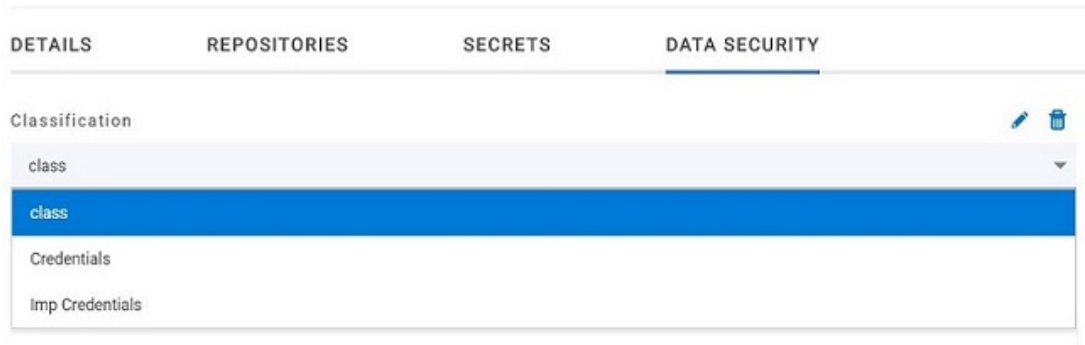 DETAILS REPOSITORIES SECRETS DATA SECURITY
Classification
class
class
Credentials
Imp Credentials